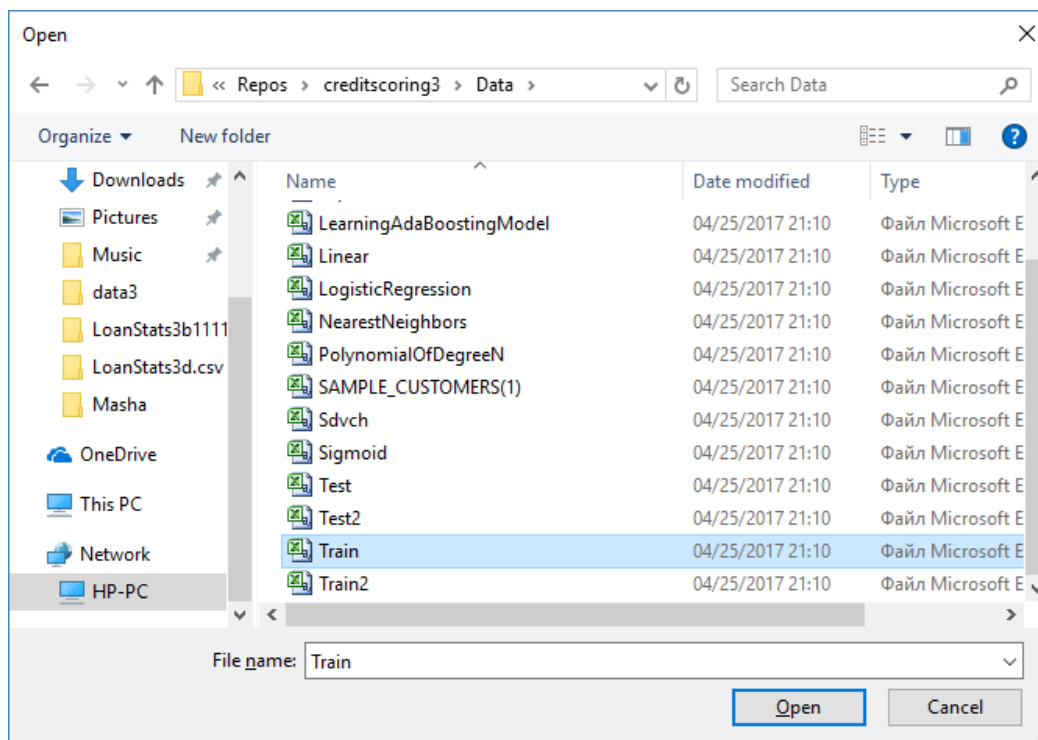 Open
« Repos > creditscoring3 > Data >
Search Data
Organize
New folder
?
Downloads
Pictures
Music
data3
LoanStats3b1111
LoanStats3d.csv
Masha
OneDrive
This PC
Network
HP-PC
Name Date modified Type
LearningAdaBoostingModel 04/25/2017 21:10 Файл Microsoft E
Linear 04/25/2017 21:10 Файл Microsoft E
LogisticRegression 04/25/2017 21:10 Файл Microsoft E
NearestNeighbors 04/25/2017 21:10 Файл Microsoft E
PolynomialOfDegreeN 04/25/2017 21:10 Файл Microsoft E
SAMPLE_CUSTOMERS(1) 04/25/2017 21:10 Файл Microsoft E
Sdvch 04/25/2017 21:10 Файл Microsoft E
Sigmoid 04/25/2017 21:10 Файл Microsoft E
Test 04/25/2017 21:10 Файл Microsoft E
Test2 04/25/2017 21:10 Файл Microsoft E
Train 04/25/2017 21:10 Файл Microsoft E
Train2 04/25/2017 21:10 Файл Microsoft E
File name: Train
Open Cancel